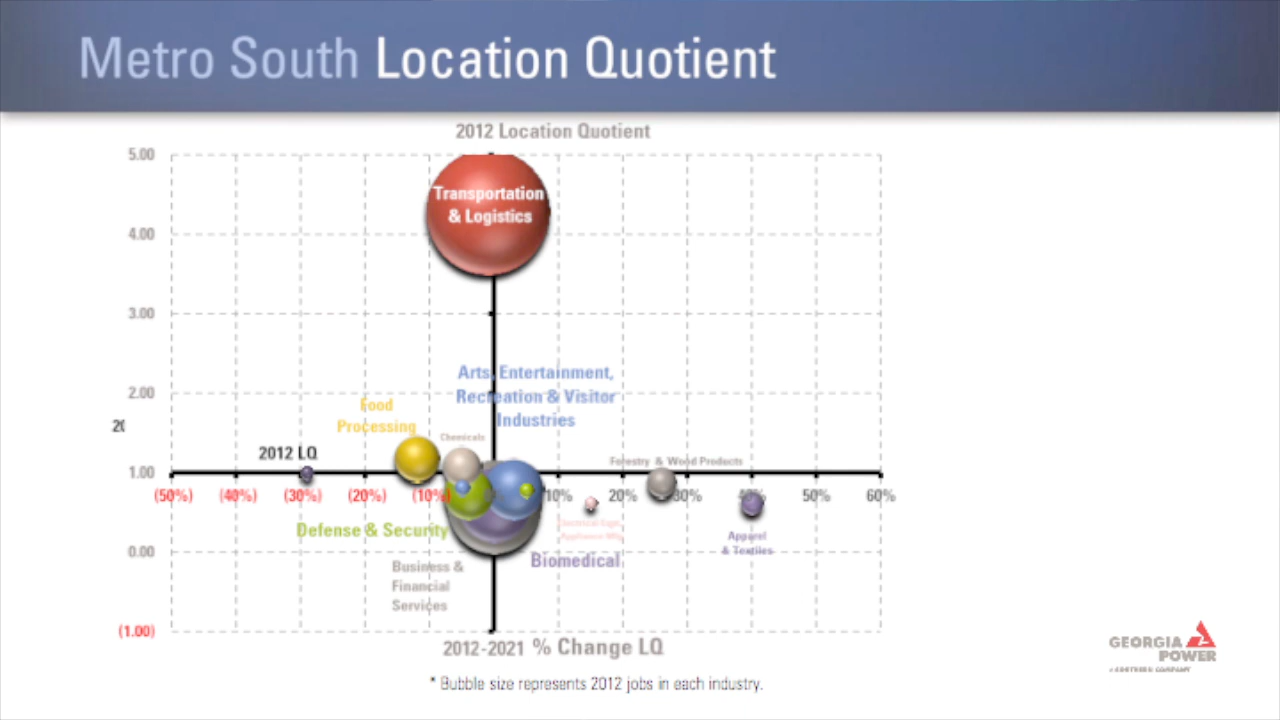 Metro South Location Quotient
2012 Location Quotient
5.00
Transportation
& Logistics
4.00
3.00
2.00
Arts, Entertainment,
Recreation & Visitor
Industries
Food
Processing
Chemicals
20
2012 LQ
Forestry & Wood Products
1.00
(50%) (40%) (30%) (20%) (10%) 10% 20% 30% 40% 50% 60%
Defense & Security
Apparel
& Textiles
0.00
Biomedical
Business &
Financial
Services
(1.00)
2012-2021 % Change LQ
GEORGIA
POWER
A SOUTHERN COMPANY
* Bubble size represents 2012 jobs in each industry.